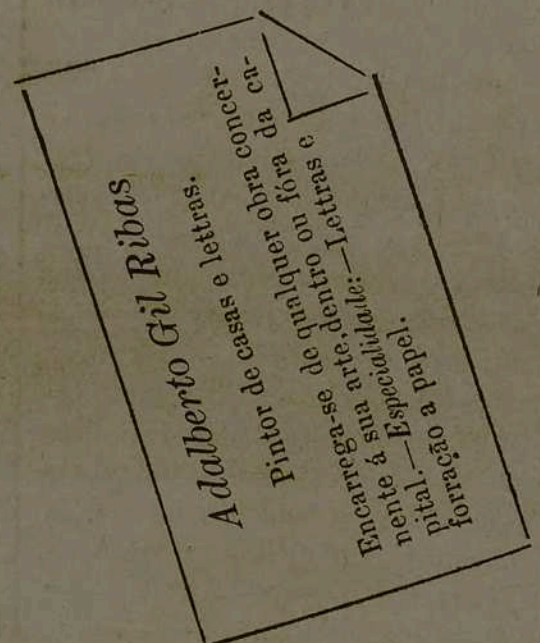 Adalberto Gil Ribas
Pintor de casas e lettras.
Encarrega-se de qualquer obra concer-
nente á sua arte, dentro ou fóra da ca-
pital.—Especialidade:—Lettras e
forração a papel.